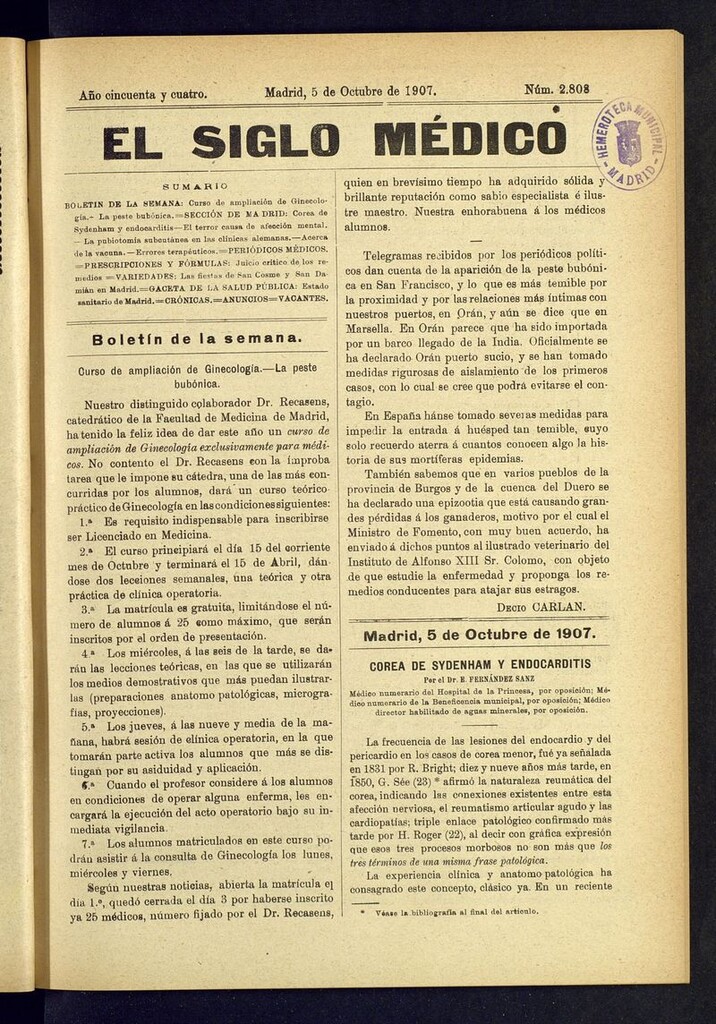 Año cincuenta y cuatro.
Madrid, 5 de Octubre de 1907.
Núm. 2.808
EL SIGLO MÉDICO
HEMEROTECA MUNICIPAL
- MADRID -
SUMARIO
BOLETIN DE LA SEMANA: Curso de ampliación de Ginecolo-
gía.- La peste bubónica.=SECCIÓN DE MADRID: Corea de
Sydenham y endocarditis—El terror causa de afección mental.
- La pubiotomia subcutánea en las clínicas alemanas.—Acerca
de la vacuna.—Errores terapéuticos.=PERIÓDICOS MÉDICOS.
=PRESCRIPCIONES Y FÓRMULAS: Juicio crítico de los re-
medios =VARIEDADES: Las fiestas de San Cosme y San Da-
mián en Madrid.=GACETA DE LA SALUD PÚBLICA: Estado
sanitario de Madrid.=CRÓNICAS.=ANUNCIOS=VACANTES.
Boletín de la semana.
Curso de ampliación de Ginecología.—La peste
bubónica.
Nuestro distinguido colaborador Dr. Recasens,
catedrático de la Facultad de Medicina de Madrid,
ha tenido la feliz idea de dar este año un curso de
ampliación de Ginecología exclusivamente para médi-
cos. No contento el Dr. Recasens con la ímproba
tarea que le impone su cátedra, una de las más con-
curridas por los alumnos, dará un curso teórico
práctico de Ginecología en las condiciones siguientes:
1.ª Es requisito indispensable para inscribirse
ser Licenciado en Medicina.
2.ª El curso principiará el día 15 del corriente
mes de Octubre y terminará el 15 de Abril, dán-
dose dos lecciones semanales, una teórica y otra
práctica de clínica operatoria.
3.ª La matrícula es gratuita, limitándose el nú-
mero de alumnos á 25 como máximo, que serán
inscritos por el orden de presentación.
4.ª Los miércoles, á las seis de la tarde, se da-
rán las lecciones teóricas, en las que se utilizarán
los medios demostrativos que más puedan ilustrar-
las (preparaciones anatomo patológicas, microgra-
fías, proyecciones).
5.ª Los jueves, á las nueve y media de la ma-
ñana, habrá sesión de clínica operatoria, en la que
tomarán parte activa los alumnos que más se dis-
tingan por su asiduidad y aplicación.
6.ª Cuando el profesor considere á los alumnos
en condiciones de operar alguna enferma, les en-
cargará la ejecución del acto operatorio bajo su in-
mediata vigilancia.
7.ª Los alumnos matriculados en este curso po-
drán asistir á la consulta de Ginecología los lunes,
miércoles y viernes.
Según nuestras noticias, abierta la matrícula el
día 1.º, quedó cerrada el día 3 por haberse inscrito
ya 25 médicos, número fijado por el Dr. Recasens,
quien en brevísimo tiempo ha adquirido sólida y
brillante reputación como sabio especialista é ilus-
tre maestro. Nuestra enhorabuena á los médicos
alumnos.
Telegramas recibidos por los periódicos políti-
cos dan cuenta de la aparición de la peste bubóni-
ca en San Francisco, y lo que es más temible por
la proximidad y por las relaciones más íntimas con
nuestros puertos, en Orán, y aún se dice que en
Marsella. En Orán parece que ha sido importada
por un barco llegado de la India. Oficialmente se
ha declarado Orán puerto sucio, y se han tomado
medidas rigurosas de aislamiento de los primeros
casos, con lo cual se cree que podrá evitarse el con-
tagio.
En España hánse tomado severas medidas para
impedir la entrada á huésped tan temible, cuyo
solo recuerdo aterra á cuantos conocen algo la his-
toria de sus mortíferas epidemias.
También sabemos que en varios pueblos de la
provincia de Burgos y de la cuenca del Duero se
ha declarado una epizootia que está causando gran-
des pérdidas á los ganaderos, motivo por el cual el
Ministro de Fomento, con muy buen acuerdo, ha
enviado á dichos puntos al ilustrado veterinario del
Instituto de Alfonso XIII Sr. Colomo, con objeto
de que estudie la enfermedad y proponga los re-
medios conducentes para atajar sus estragos.
DECIO CARLAN.
Madrid, 5 de Octubre de 1907.
COREA DE SYDENHAM Y ENDOCARDITIS
Por el Dr. E. FERNÁNDEZ SANZ
Médico numerario del Hospital de la Princesa, por oposición; Mé-
dico numerario de la Beneficencia municipal, por oposición; Médico
director habilitado de aguas minerales, por oposición.
La frecuencia de las lesiones del endocardio y del
pericardio en los casos de corea menor, fué ya señalada
en 1831 por R. Bright; diez y nueve años más tarde, en
1850, G. Sée (23) * afirmó la naturaleza reumática del
corea, indicando las conexiones existentes entre esta
afección nerviosa, el reumatismo articular agudo y las
cardiopatías; triple enlace patológico confirmado más
tarde por H. Roger (22), al decir con gráfica expresión
que esos tres procesos morbosos no son más que los
tres términos de una misma frase patológica.
La experiencia clínica y anatomo patológica ha
consagrado este concepto, clásico ya. En un reciente
* Véase la bibliografía al final del artículo.